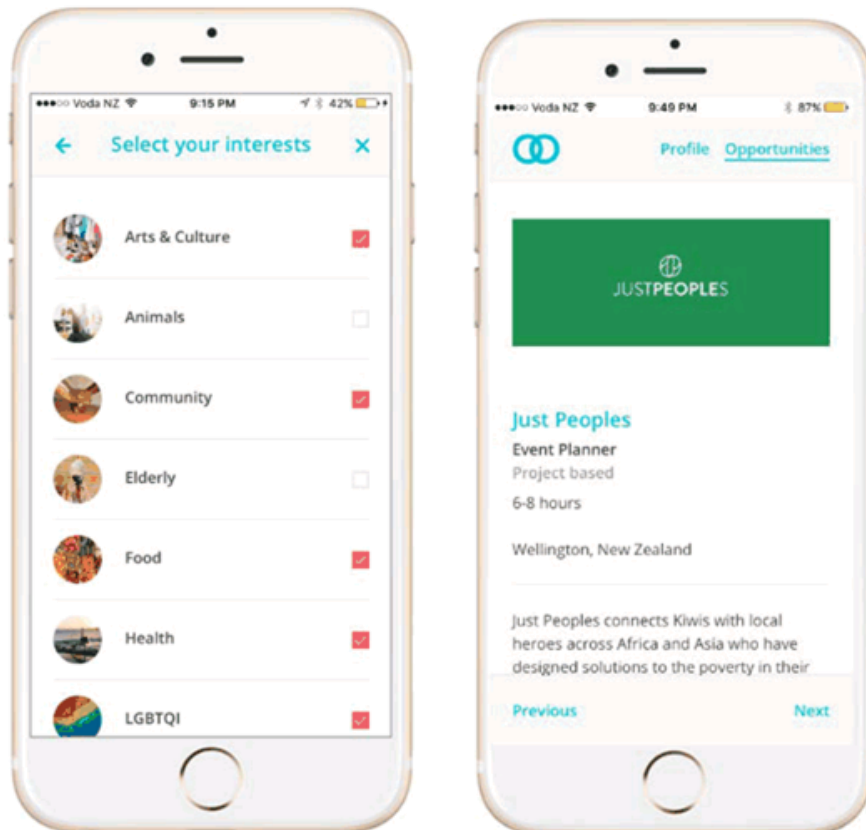 Voda NZ 9:15 PM 42%
Select your interests
Arts & Culture
Animals
Community
Elderly
Food
Health
LGBTQI
Voda NZ 9:49 PM 87%
Profile Opportunities
JUSTPEOPLES
Just Peoples
Event Planner
Project based
6-8 hours
Wellington, New Zealand
Just Peoples connects Kiwis with local
heroes across Africa and Asia who have
designed solutions to the poverty in their
Previous Next